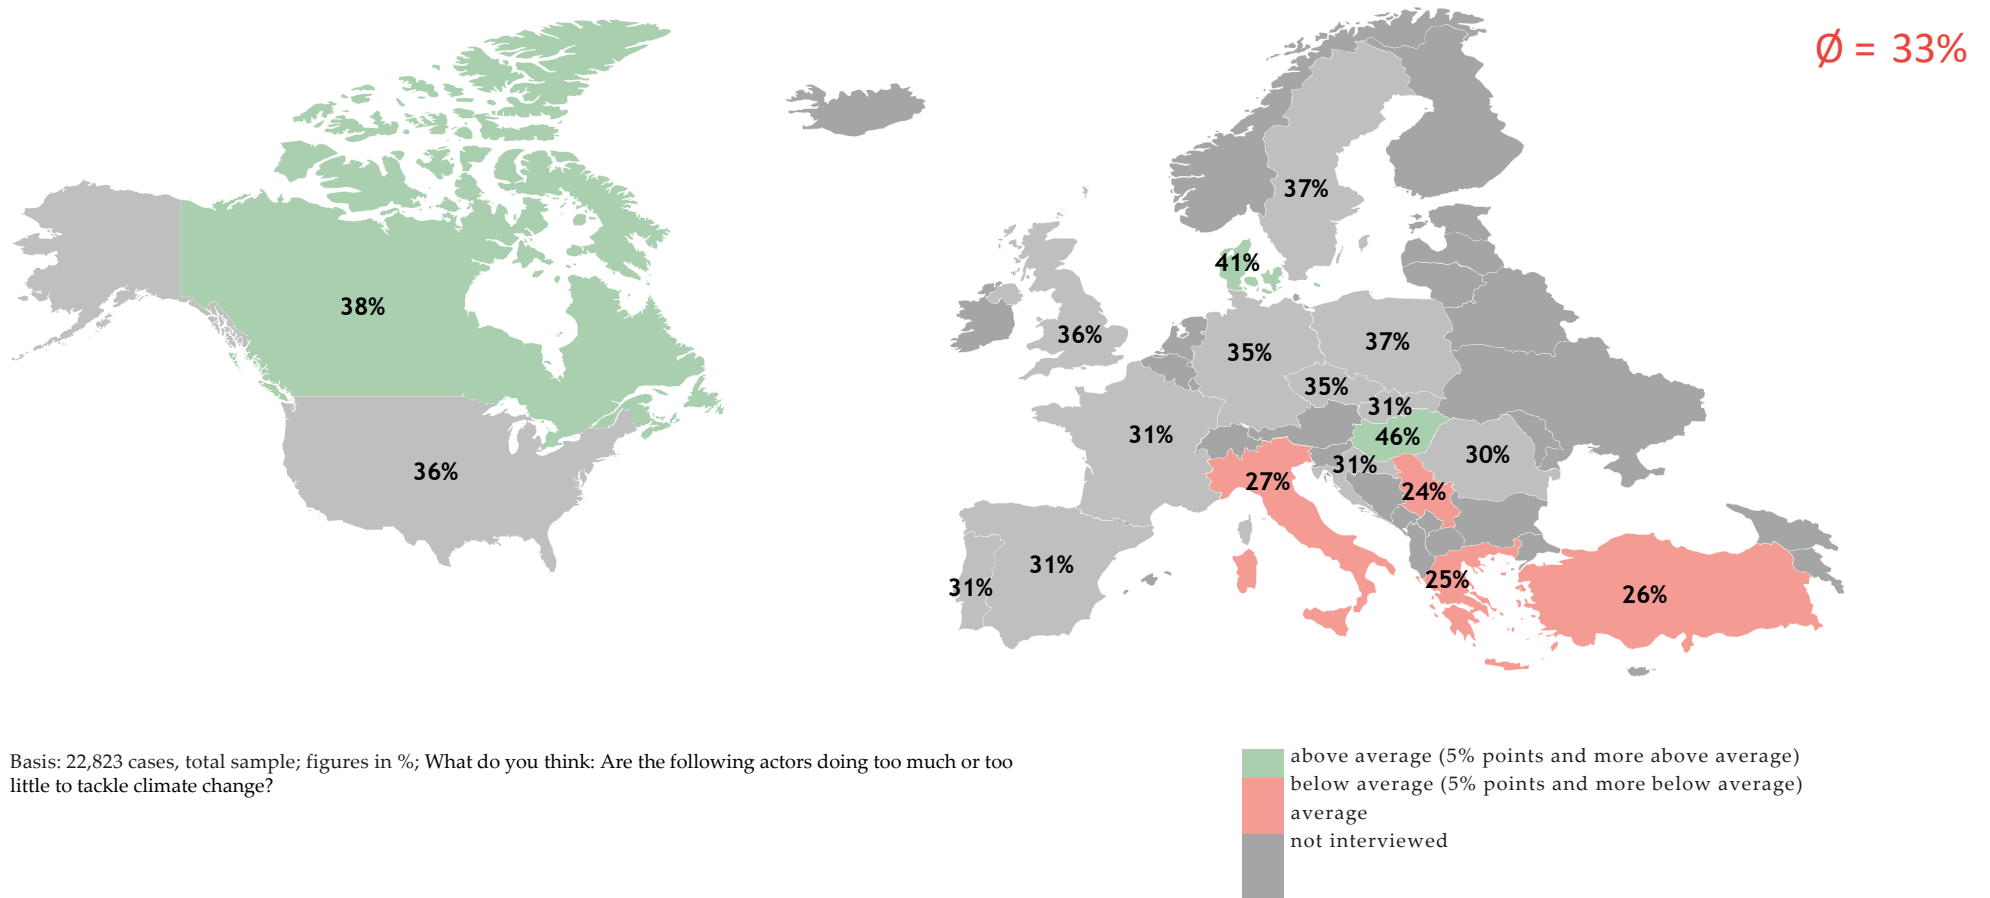 Ø = 33%
37%
41%
38%
36%
37%
35%
35%
31%
31%
46%
30%
31%
36%
27%
24%
31%
25%
31%
26%
Basis: 22,823 cases, total sample; figures in %; What do you think: Are the following actors doing too much or too
little to tackle climate change?
above average (5% points and more above average)
below average (5% points and more below average)
average
not interviewed